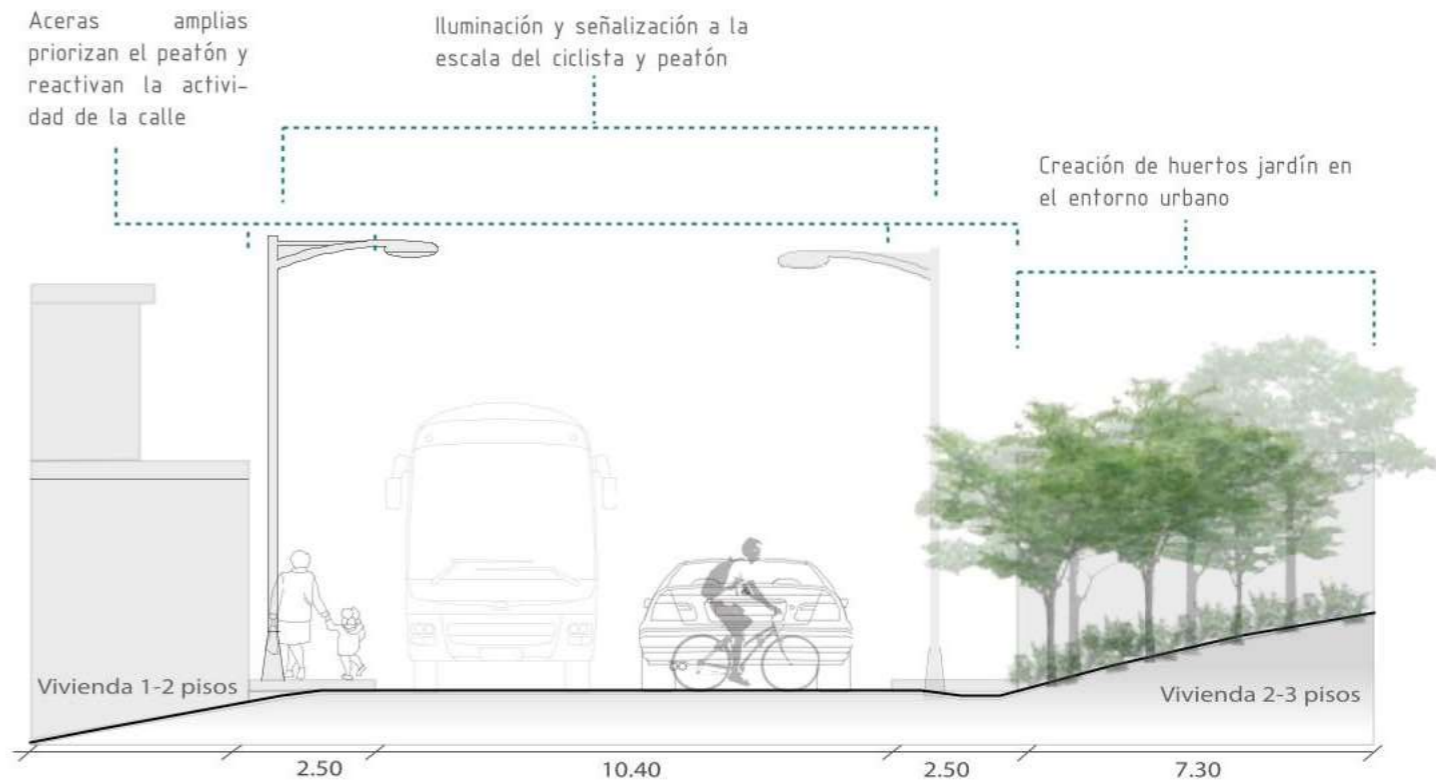 Aceras amplias
priorizan el peatón y
reactivan la activi-
dad de la calle
Iluminación y señalización a la
escala del ciclista y peatón
Creación de huertos jardín en
el entorno urbano
Vivienda 1-2 pisos
Vivienda 2-3 pisos
2.50
10.40
2.50
7.30